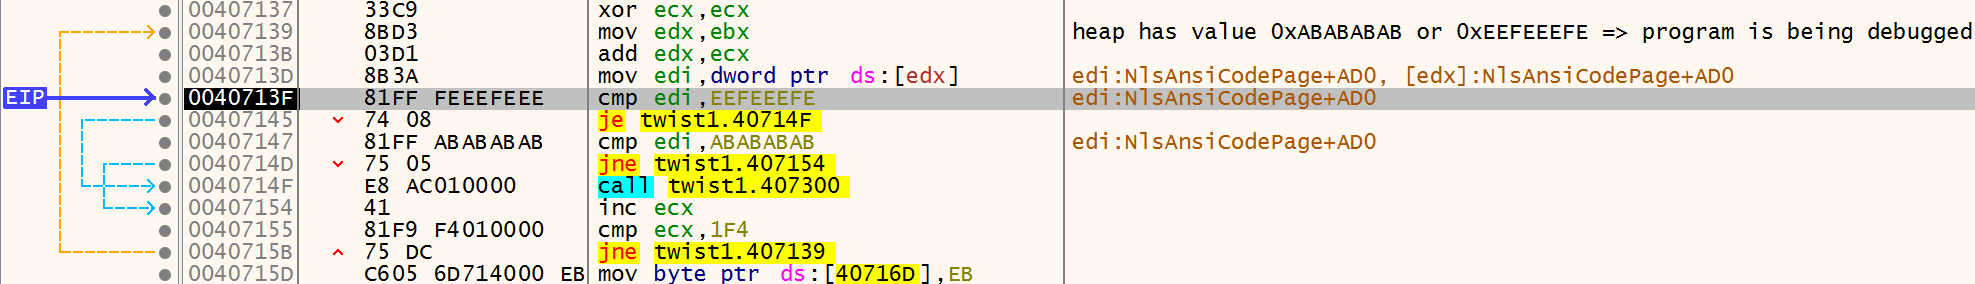 00407137 33C9 xor ecx,ecx
00407139 8BD3 mov edx,ebx heap has value 0xABABABAB or 0xEEFEEEFE => program is being debugged
0040713B 03D1 add edx,ecx
0040713D 8B3A mov edi,dword ptr ds:[edx] edi:NlsAnsiCodePage+AD0, [edx]:NlsAnsiCodePage+AD0
EIP 0040713F 81FF FEEEFEEE cmp edi,EEFEEEFE edi:NlsAnsiCodePage+AD0
00407145 74 08 je twist1.40714F
00407147 81FF ABABABAB cmp edi,ABABABAB edi:NlsAnsiCodePage+AD0
0040714D 75 05 jne twist1.407154
0040714F E8 AC010000 call twist1.407300
00407154 41 inc ecx
00407155 81F9 F4010000 cmp ecx,1F4
0040715B 75 DC jne twist1.407139
0040715D C605 6D714000 EB mov byte ptr ds:[40716D],EB